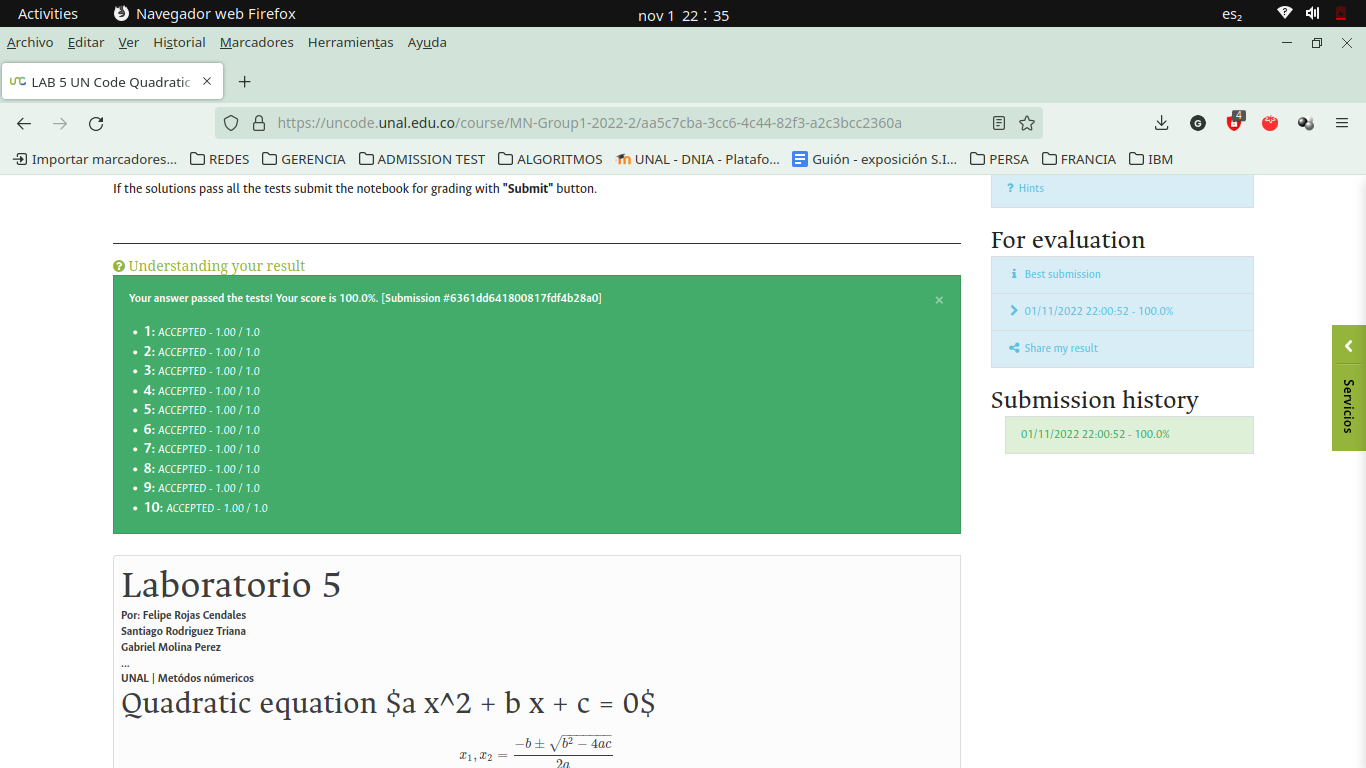 Activities Navegador web Firefox nov 1 22 : 35 es₂
Archivo Editar Ver Historial Marcadores Herramientas Ayuda
LAB 5 UN Code Quadratic
https://uncode.unal.edu.co/course/MN-Group1-2022-2/aa5c7cba-3cc6-4c44-82f3-a2c3bcc2360a 4
Importar marcadores... REDES GERENCIA ADMISSION TEST ALGORITMOS UNAL - DNIA - Platafo... Guión - exposición S.I... PERSA FRANCIA IBM
If the solutions pass all the tests submit the notebook for grading with "Submit" button.
Understanding your result
Your answer passed the tests! Your score is 100.0%. [Submission #6361dd641800817fdf4b28a0] ×
• 1: ACCEPTED - 1.00 / 1.0
• 2: ACCEPTED - 1.00 / 1.0
• 3: ACCEPTED - 1.00 / 1.0
• 4: ACCEPTED - 1.00 / 1.0
• 5: ACCEPTED - 1.00 / 1.0
• 6: ACCEPTED - 1.00 / 1.0
• 7: ACCEPTED - 1.00 / 1.0
• 8: ACCEPTED - 1.00 / 1.0
• 9: ACCEPTED - 1.00 / 1.0
• 10: ACCEPTED - 1.00 / 1.0
Laboratorio 5
Por: Felipe Rojas Cendales
Santiago Rodriguez Triana
Gabriel Molina Perez
...
UNAL | Metódos númericos
Quadratic equation $a x^2 + b x + c = 0$
x₁, x₂ = (−b ± √(b² − 4ac)) / 2a
? Hints
For evaluation
Best submission
01/11/2022 22:00:52 - 100.0%
Share my result
Submission history
01/11/2022 22:00:52 - 100.0%
Servicios